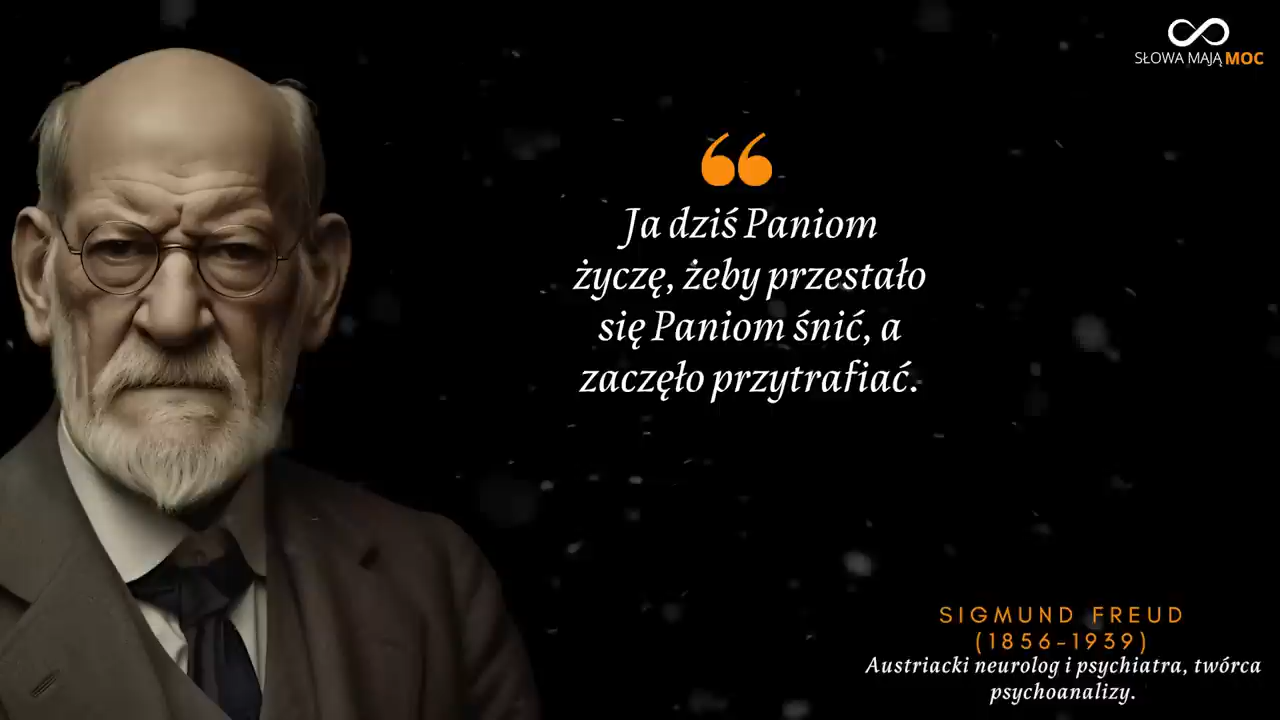 SŁOWA MAJĄ MOC
Ja dziś Paniom
życzę, żeby przestało
się Paniom śnić, a
zaczęło przytrafiać.
SIGMUND FREUD
(1856-1939)
Austriacki neurolog i psychiatra, twórca
psychoanalizy.